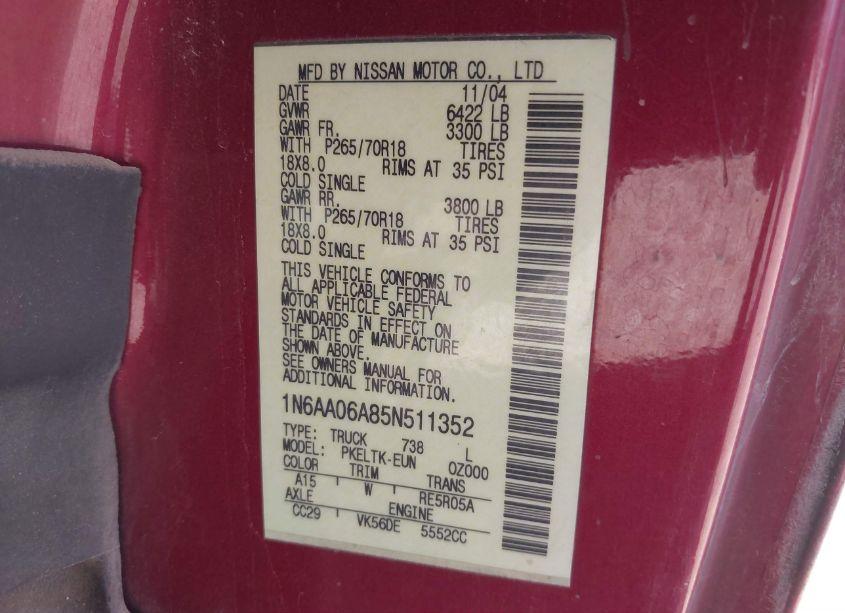 MFD BY NISSAN MOTOR CO., LTD
DATE 11/04
GVWR 6422 LB
GAWR FR. 3300 LB
WITH P265/70R18 TIRES
18X8.0 RIMS AT 35 PSI
COLD SINGLE
GAWR RR. 3800 LB
WITH P265/70R18 TIRES
18X8.0 RIMS AT 35 PSI
COLD SINGLE
THIS VEHICLE CONFORMS TO
ALL APPLICABLE FEDERAL
MOTOR VEHICLE SAFETY
STANDARDS IN EFFECT ON
THE DATE OF MANUFACTURE
SHOWN ABOVE.
SEE OWNERS MANUAL FOR
ADDITIONAL INFORMATION.
1N6AA06A85N511352
TYPE: TRUCK 738 L
MODEL: PKELTK-EUN 0Z000
COLOR TRIM TRANS
A15 W RE5R05A
AXLE ENGINE
CC29 VK56DE 5552CC